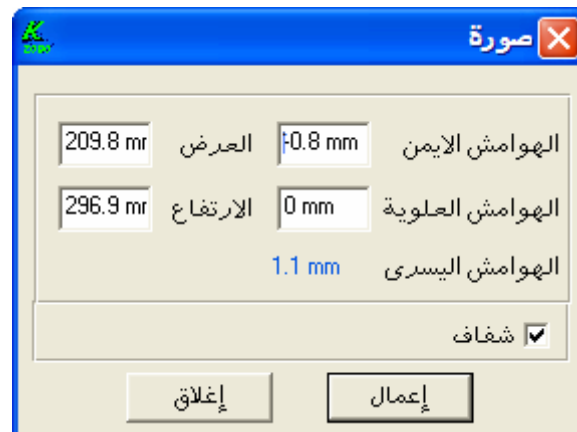 صورة
الهوامش الايمن -0.8 mm العرض 209.8 mr
الهوامش العلوية 0 mm الارتفاع 296.9 mr
الهوامش اليسرى 1.1 mm
شفاف
إعمال إغلاق